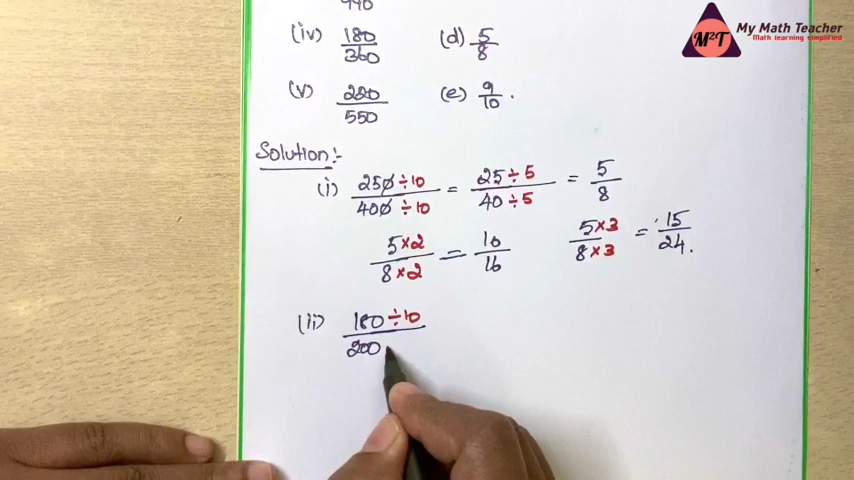 My Math Teacher
Math learning simplified
M²T
(iv) 180/360 (d) 5/8
(v) 220/550 (e) 9/10 .
Solution:-
(i) 250÷10/400÷10 = 25÷5/40÷5 = 5/8
5×2/8×2 = 10/16 5×3/8×3 = 15/24.
(ii) 180÷10/200